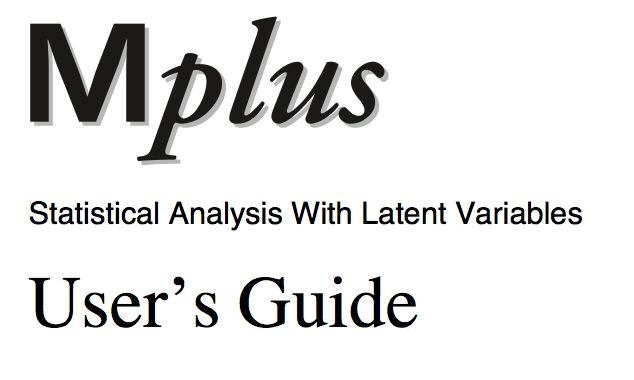 Mplus
Statistical Analysis With Latent Variables
User’s Guide